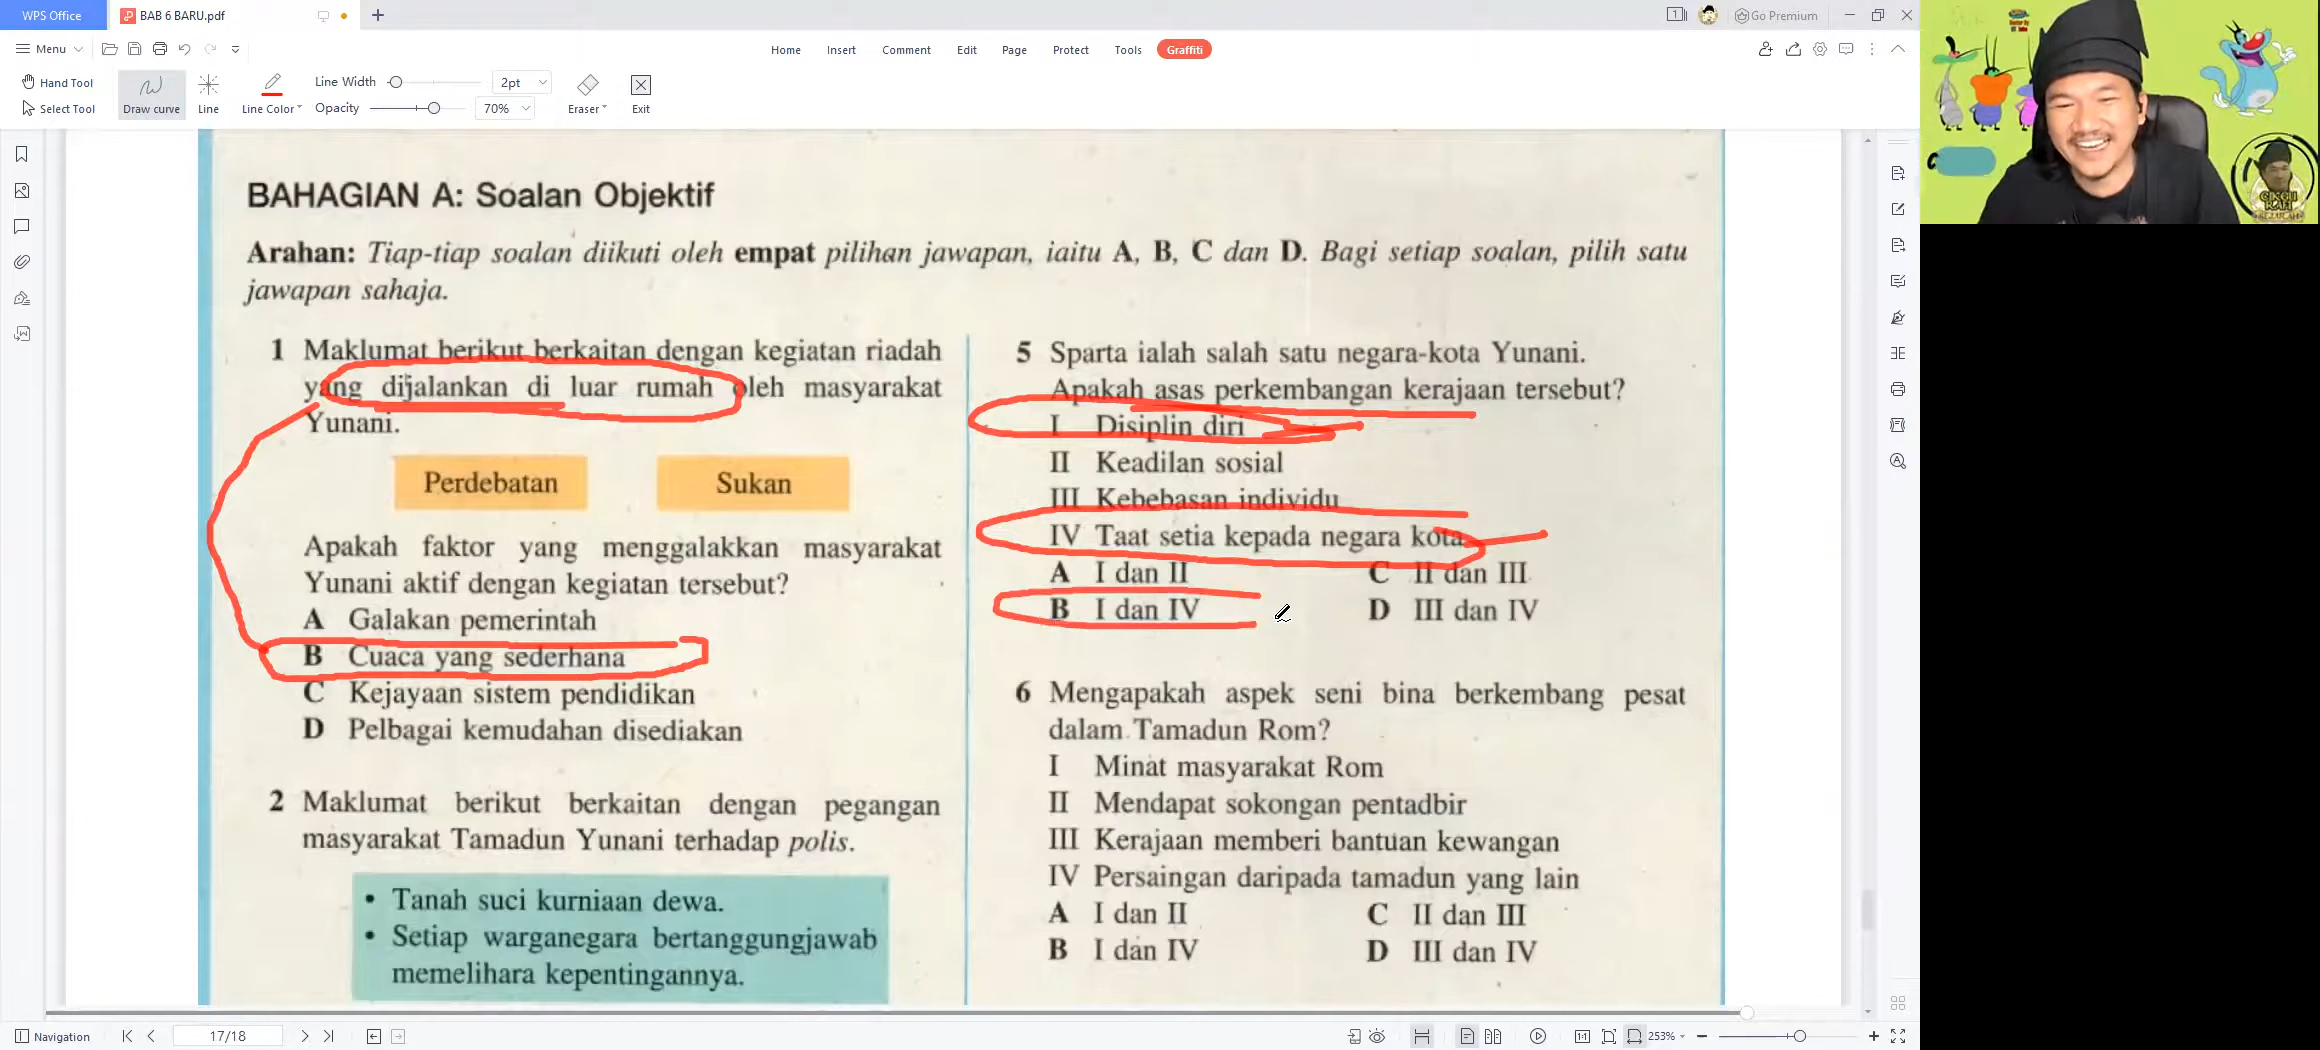 WPS Office
BAB 6 BARU.pdf
Go Premium
Menu
Home Insert Comment Edit Page Protect Tools Graffiti
Hand Tool
Select Tool
Draw curve
Line
Line Color
Line Width
2pt
Opacity
70%
Eraser
Exit
BAHAGIAN A: Soalan Objektif
Arahan: Tiap-tiap soalan diikuti oleh empat pilihan jawapan, iaitu A, B, C dan D. Bagi setiap soalan, pilih satu
jawapan sahaja.
1 Maklumat berikut berkaitan dengan kegiatan riadah
yang dijalankan di luar rumah oleh masyarakat
Yunani.
Perdebatan
Sukan
Apakah faktor yang menggalakkan masyarakat
Yunani aktif dengan kegiatan tersebut?
A Galakan pemerintah
B Cuaca yang sederhana
C Kejayaan sistem pendidikan
D Pelbagai kemudahan disediakan
2 Maklumat berikut berkaitan dengan pegangan
masyarakat Tamadun Yunani terhadap polis.
• Tanah suci kurniaan dewa.
• Setiap warganegara bertanggungjawab
memelihara kepentingannya.
5 Sparta ialah salah satu negara-kota Yunani.
Apakah asas perkembangan kerajaan tersebut?
I Disiplin diri
II Keadilan sosial
III Kebebasan individu
IV Taat setia kepada negara kota
A I dan II C II dan III
B I dan IV D III dan IV
6 Mengapakah aspek seni bina berkembang pesat
dalam Tamadun Rom?
I Minat masyarakat Rom
II Mendapat sokongan pentadbir
III Kerajaan memberi bantuan kewangan
IV Persaingan daripada tamadun yang lain
A I dan II C II dan III
B I dan IV D III dan IV
Navigation
17/18
253%